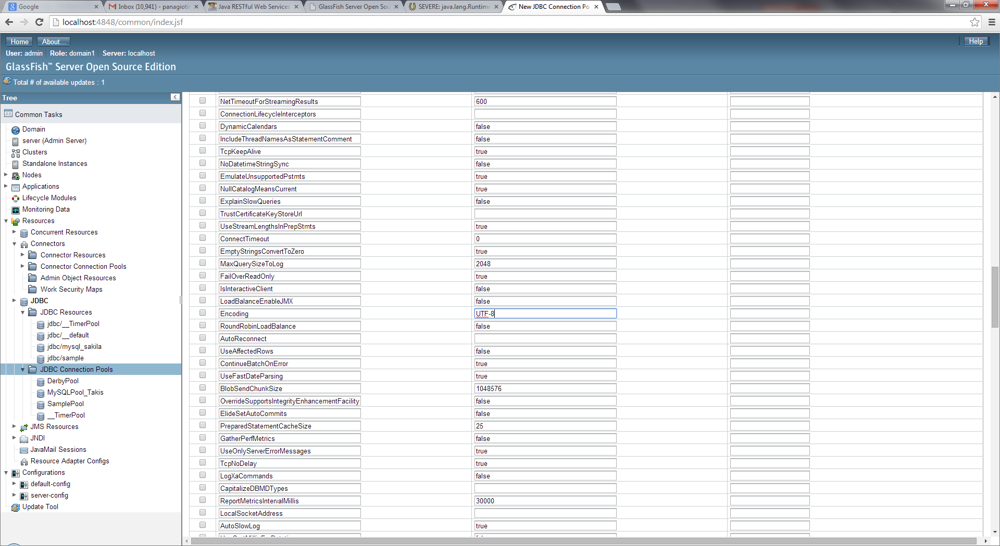 Google
Inbox (10,941) - panagiotis
Java RESTful Web Services
GlassFish Server Open Sou
SEVERE: java.lang.Runtime
New JDBC Connection Po
localhost:4848/common/index.jsf
Home About...
Help
User: admin Role: domain1 Server: localhost
GlassFish™ Server Open Source Edition
Total # of available updates : 1
Tree
Common Tasks
Domain
server (Admin Server)
Clusters
Standalone Instances
Nodes
Applications
Lifecycle Modules
Monitoring Data
Resources
Concurrent Resources
Connectors
Connector Resources
Connector Connection Pools
Admin Object Resources
Work Security Maps
JDBC
JDBC Resources
jdbc/__TimerPool
jdbc/__default
jdbc/mysql_sakila
jdbc/sample
JDBC Connection Pools
DerbyPool
MySQLPool_Takis
SamplePool
__TimerPool
JMS Resources
JNDI
JavaMail Sessions
Resource Adapter Configs
Configurations
default-config
server-config
Update Tool
NetTimeoutForStreamingResults 600
ConnectionLifecycleInterceptors
DynamicCalendars false
IncludeThreadNamesAsStatementComment false
TcpKeepAlive true
NoDatetimeStringSync false
EmulateUnsupportedPstmts true
NullCatalogMeansCurrent true
ExplainSlowQueries false
TrustCertificateKeyStoreUrl
UseStreamLengthsInPrepStmts true
ConnectTimeout 0
EmptyStringsConvertToZero true
MaxQuerySizeToLog 2048
FailOverReadOnly true
IsInteractiveClient false
LoadBalanceEnableJMX false
Encoding UTF-8
RoundRobinLoadBalance false
AutoReconnect
UseAffectedRows false
ContinueBatchOnError true
UseFastDateParsing true
BlobSendChunkSize 1048576
OverrideSupportsIntegrityEnhancementFacility false
ElideSetAutoCommits false
PreparedStatementCacheSize 25
GatherPerfMetrics false
UseOnlyServerErrorMessages true
TcpNoDelay true
LogXaCommands false
CapitalizeDBMDTypes
ReportMetricsIntervalMillis 30000
LocalSocketAddress
AutoSlowLog true